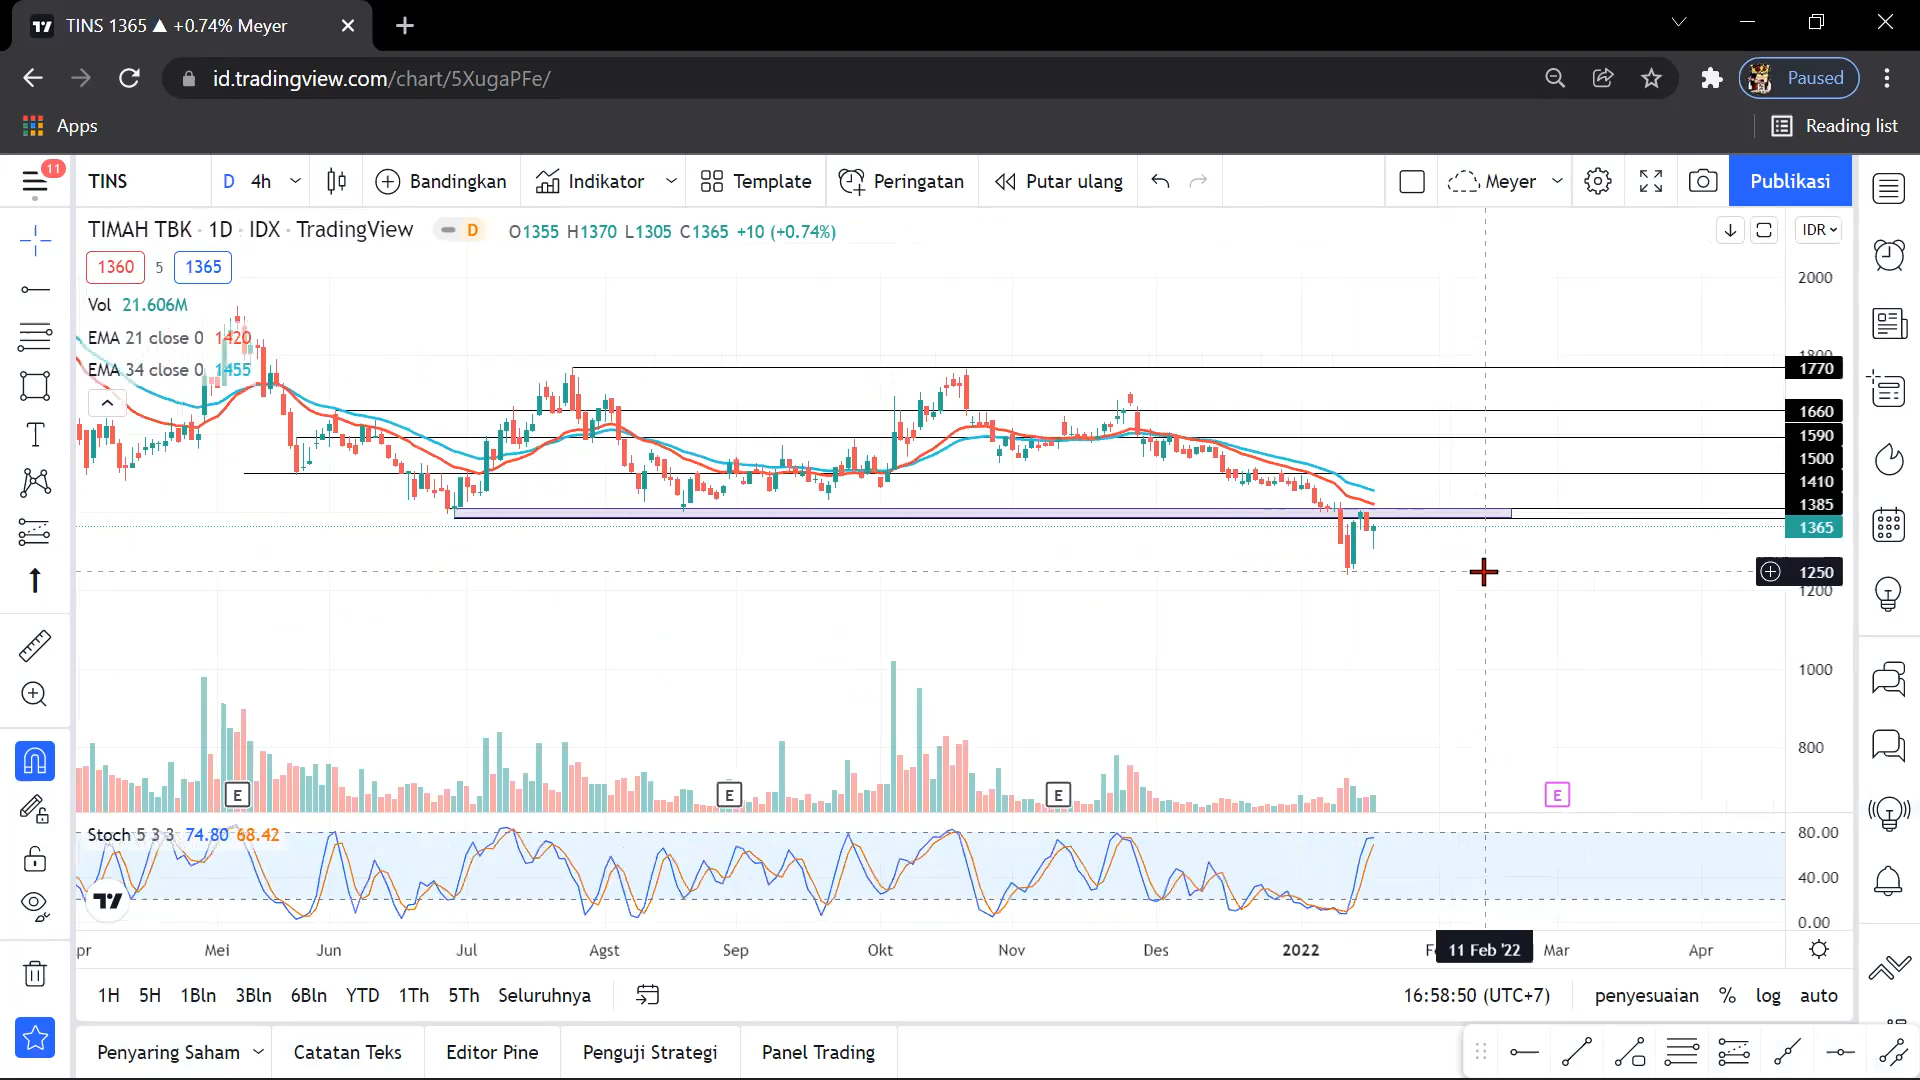 TINS 1365 ▲ +0.74% Meyer
id.tradingview.com/chart/5XugaPFe/
Paused
Apps
Reading list
11
TINS
D 4h
Bandingkan
Indikator
Template
Peringatan
Putar ulang
Meyer
Publikasi
TIMAH TBK · 1D · IDX · TradingView
D
O1355 H1370 L1305 C1365 +10 (+0.74%)
IDR
1360 5 1365
Vol 21.606M
EMA 21 close 0 1420
EMA 34 close 0 1455
2000
1800
1770
1660
1590
1500
1410
1385
1365
1250
1200
1000
800
E
E
E
E
Stoch 5 3 3 74.80 68.42
80.00
40.00
0.00
pr
Mei
Jun
Jul
Agst
Sep
Okt
Nov
Des
2022
11 Feb '22
Mar
Apr
1H 5H 1Bln 3Bln 6Bln YTD 1Th 5Th Seluruhnya
16:58:50 (UTC+7)
penyesuaian % log auto
Penyaring Saham
Catatan Teks
Editor Pine
Penguji Strategi
Panel Trading